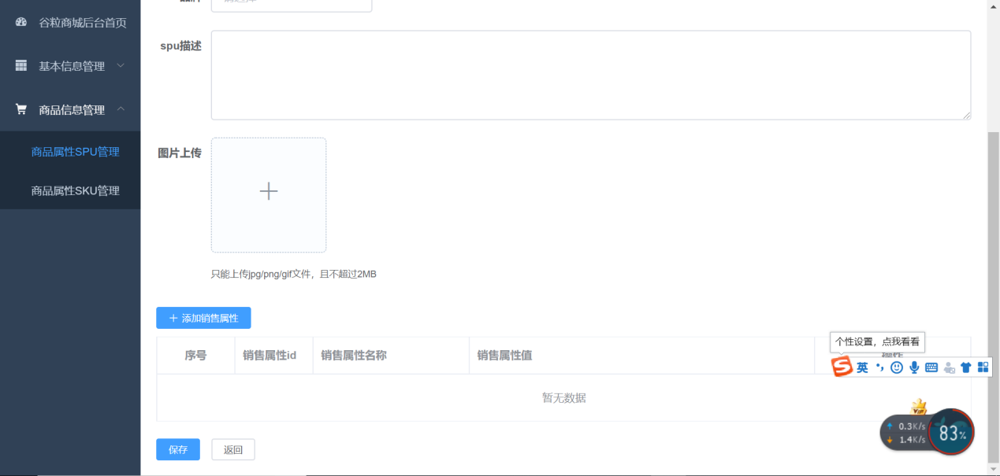 谷粒商城后台首页
基本信息管理
商品信息管理
商品属性SPU管理
商品属性SKU管理
spu描述
图片上传
只能上传jpg/png/gif文件，且不超过2MB
添加销售属性
序号 销售属性id 销售属性名称 销售属性值
暂无数据
保存 返回
个性设置，点我看看
英
VIP
0.3K/s
1.4K/s
83%